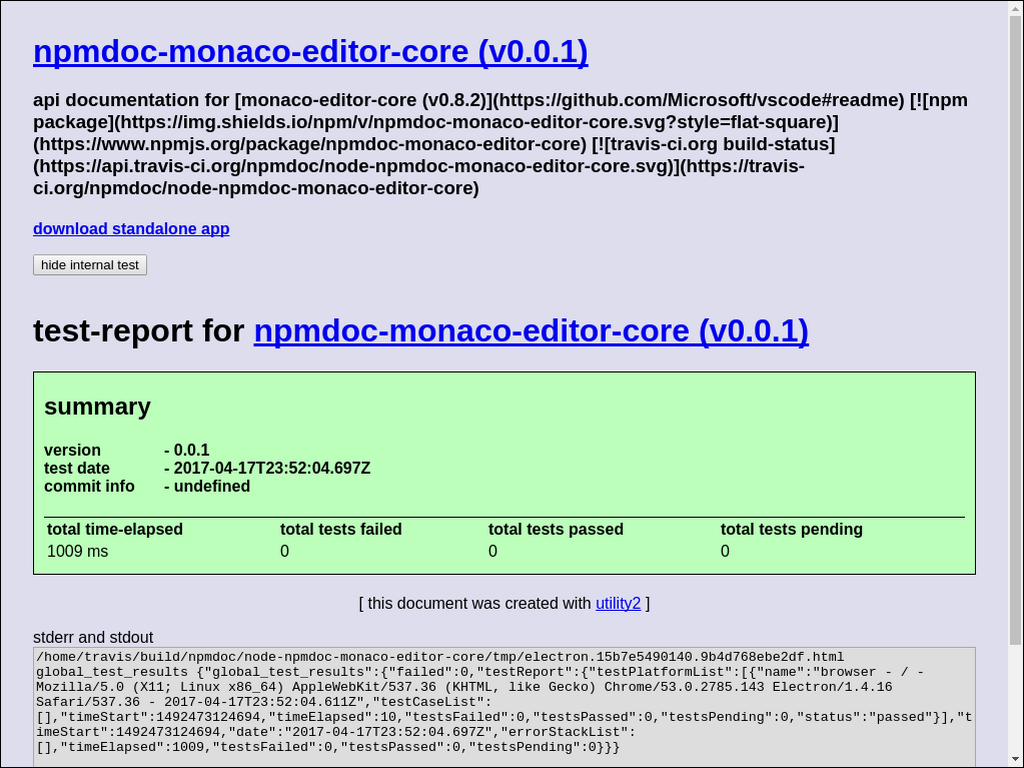 npmdoc-monaco-editor-core (v0.0.1)
api documentation for [monaco-editor-core (v0.8.2)](https://github.com/Microsoft/vscode#readme) [![npm
package](https://img.shields.io/npm/v/npmdoc-monaco-editor-core.svg?style=flat-square)]
(https://www.npmjs.org/package/npmdoc-monaco-editor-core) [![travis-ci.org build-status]
(https://api.travis-ci.org/npmdoc/node-npmdoc-monaco-editor-core.svg)](https://travis-
ci.org/npmdoc/node-npmdoc-monaco-editor-core)
download standalone app
hide internal test
test-report for npmdoc-monaco-editor-core (v0.0.1)
summary
version - 0.0.1
test date - 2017-04-17T23:52:04.697Z
commit info - undefined
total time-elapsed total tests failed total tests passed total tests pending
1009 ms 0 0 0
[ this document was created with utility2 ]
stderr and stdout
/home/travis/build/npmdoc/node-npmdoc-monaco-editor-core/tmp/electron.15b7e5490140.9b4d768ebe2df.html
global_test_results {"global_test_results":{"failed":0,"testReport":{"testPlatformList":[{"name":"browser - / -
Mozilla/5.0 (X11; Linux x86_64) AppleWebKit/537.36 (KHTML, like Gecko) Chrome/53.0.2785.143 Electron/1.4.16
Safari/537.36 - 2017-04-17T23:52:04.611Z","testCaseList":
[],"timeStart":1492473124694,"timeElapsed":10,"testsFailed":0,"testsPassed":0,"testsPending":0,"status":"passed"}],"t
imeStart":1492473124694,"date":"2017-04-17T23:52:04.697Z","errorStackList":
[],"timeElapsed":1009,"testsFailed":0,"testsPassed":0,"testsPending":0}}}